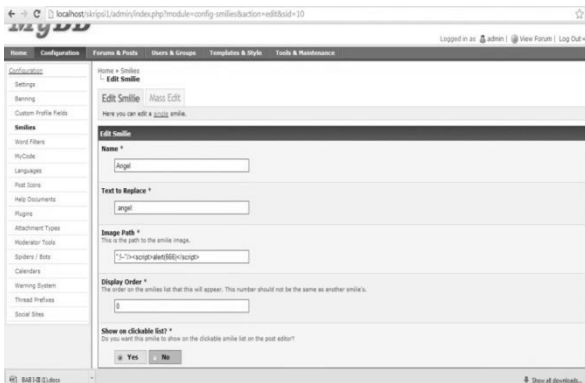 localhost/skripsi1/admin/index.php?module=config-smilies&action=edit&sid=10
MyBB
Logged in as admin | View Forum | Log Out
Home Configuration Forums & Posts Users & Groups Templates & Style Tools & Maintenance
Configuration
Settings
Banning
Custom Profile Fields
Smilies
Word Filters
MyCode
Languages
Post Icons
Help Documents
Plugins
Attachment Types
Moderator Tools
Spiders / Bots
Calendars
Warning System
Thread Prefixes
Social Sites
Home » Smilies
Edit Smilie
Edit Smilie Mass Edit
Here you can edit a single smilie.
Edit Smilie
Name *
Angel
Text to Replace *
:angel:
Image Path *
This is the path to the smilie image.
"/><script>alert(666)</script>
Display Order *
The order on the smilies list that this will appear. This number should not be the same as another smilie's.
0
Show on clickable list? *
Do you want this smilie to show on the clickable smilie list on the post editor?
Yes No
BAB I-III (1).docx
Show all downloads...